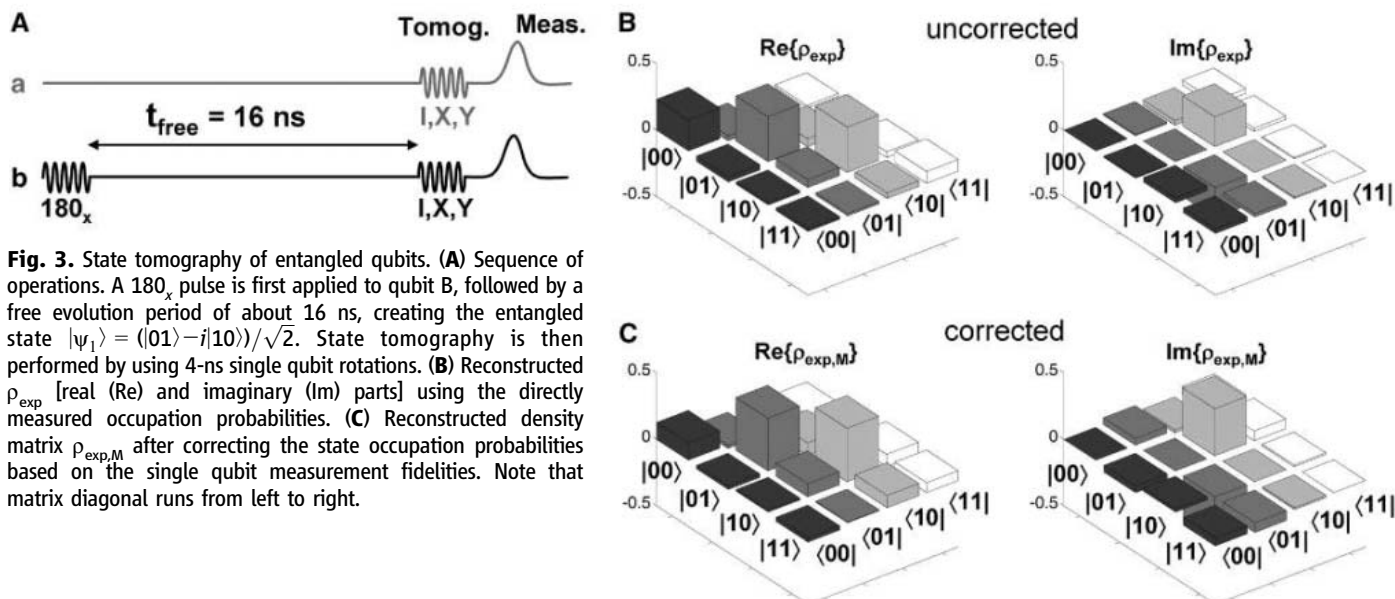 A
Tomog. Meas.
a
I,X,Y
t_free = 16 ns
b
180_x
I,X,Y
Fig. 3. State tomography of entangled qubits. (A) Sequence of
operations. A 180_x pulse is first applied to qubit B, followed by a
free evolution period of about 16 ns, creating the entangled
state |ψ_1⟩ = (|01⟩−i|10⟩)/√2. State tomography is then
performed by using 4-ns single qubit rotations. (B) Reconstructed
ρ_exp [real (Re) and imaginary (Im) parts] using the directly
measured occupation probabilities. (C) Reconstructed density
matrix ρ_exp,M after correcting the state occupation probabilities
based on the single qubit measurement fidelities. Note that
matrix diagonal runs from left to right.
B
uncorrected
Re{ρ_exp}
0.5
0
-0.5
|00⟩
|01⟩
|10⟩
|11⟩
⟨00|
⟨01|
⟨10|
⟨11|
Im{ρ_exp}
0.5
0
-0.5
|00⟩
|01⟩
|10⟩
|11⟩
⟨00|
⟨01|
⟨10|
⟨11|
C
corrected
Re{ρ_exp,M}
0.5
0
-0.5
|00⟩
|01⟩
|10⟩
|11⟩
⟨00|
⟨01|
⟨10|
⟨11|
Im{ρ_exp,M}
0.5
0
-0.5
|00⟩
|01⟩
|10⟩
|11⟩
⟨00|
⟨01|
⟨10|
⟨11|